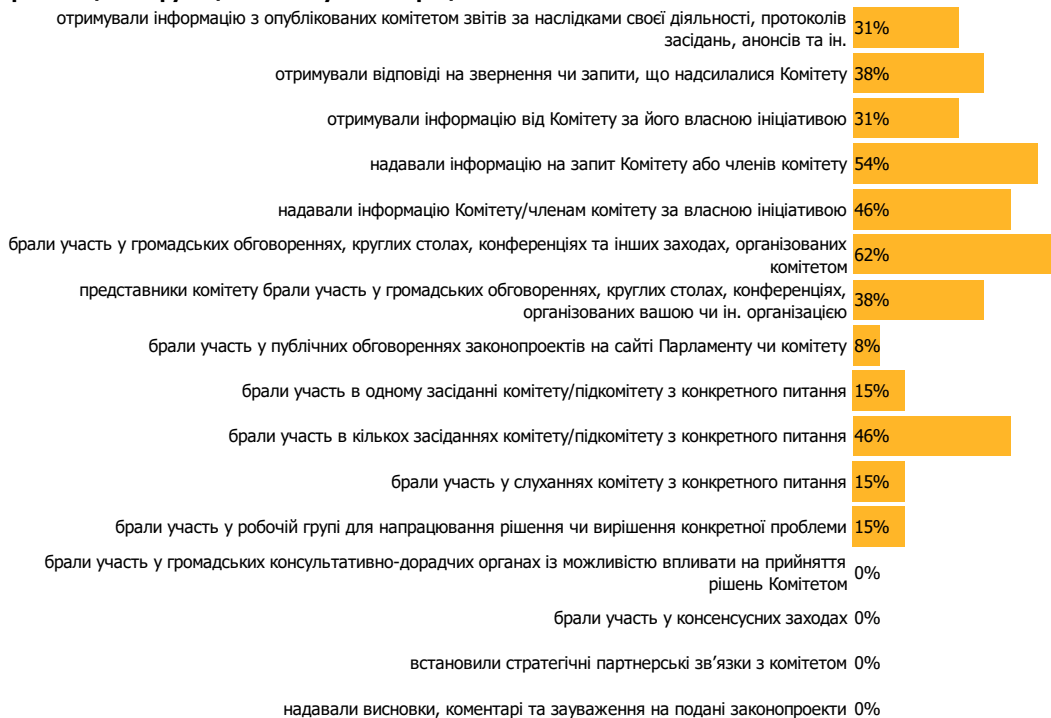 отримували інформацію з опублікованих комітетом звітів за наслідками своєї діяльності, протоколів
засідань, анонсів та ін.
31%
отримували відповіді на звернення чи запити, що надсилалися Комітету 38%
отримували інформацію від Комітету за його власною ініціативою 31%
надавали інформацію на запит Комітету або членів комітету 54%
надавали інформацію Комітету/членам комітету за власною ініціативою 46%
брали участь у громадських обговореннях, круглих столах, конференціях та інших заходах, організованих
комітетом
62%
представники комітету брали участь у громадських обговореннях, круглих столах, конференціях,
організованих вашою чи ін. організацією
38%
брали участь у публічних обговореннях законопроектів на сайті Парламенту чи комітету 8%
брали участь в одному засіданні комітету/підкомітету з конкретного питання 15%
брали участь в кількох засіданнях комітету/підкомітету з конкретного питання 46%
брали участь у слуханнях комітету з конкретного питання 15%
брали участь у робочій групі для напрацювання рішення чи вирішення конкретної проблеми 15%
брали участь у громадських консультативно-дорадчих органах із можливістю впливати на прийняття
рішень Комітетом
0%
брали участь у консенсусних заходах 0%
встановили стратегічні партнерські зв’язки з комітетом 0%
надавали висновки, коментарі та зауваження на подані законопроекти 0%